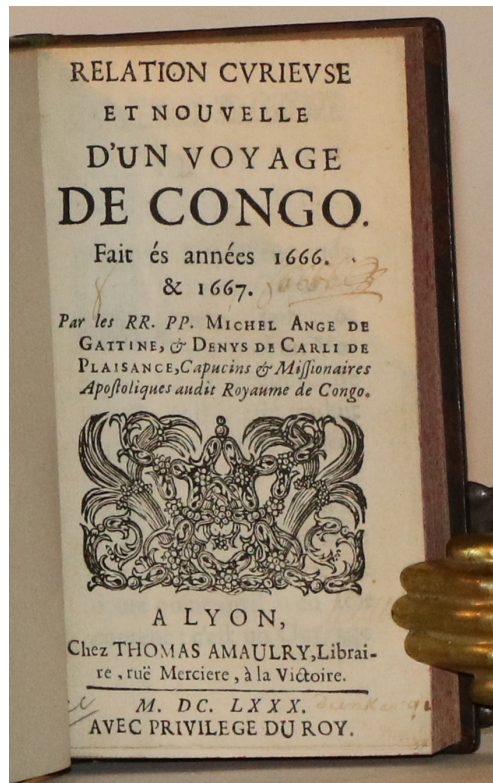 RELATION CVRIEVSE
ET NOUVELLE
D'UN VOYAGE
DE CONGO.
Fait és années 1666.
& 1667.
Par les RR. PP. MICHEL ANGE DE
GATTINE, & DENYS DE CARLI DE
PLAISANCE, Capucins & Miſſionaires
Apoſtoliques audit Royaume de Congo.
A LYON,
Chez THOMAS AMAULRY, Librai-
re, ruë Merciere, à la Victoire.
M. DC. LXXX.
AVEC PRIVILEGE DU ROY.